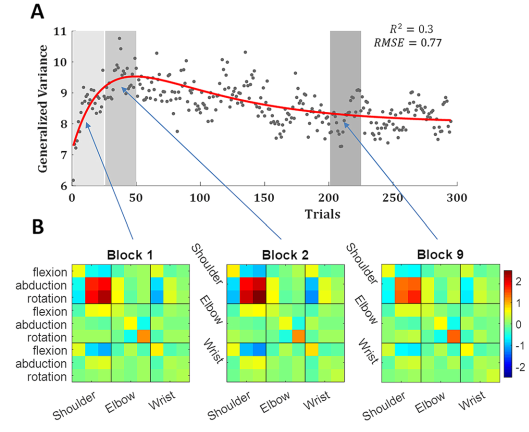 A
R² = 0.3
RMSE = 0.77
Generalized Variance
11
10
9
8
7
6
0 50 100 150 200 250 300
Trials
B
Block 1 Block 2 Block 9
flexion
abduction
rotation
flexion
abduction
rotation
flexion
abduction
rotation
Shoulder
Elbow
Wrist
2
1
0
-1
-2
Shoulder Elbow Wrist
Shoulder Elbow Wrist
Shoulder Elbow Wrist